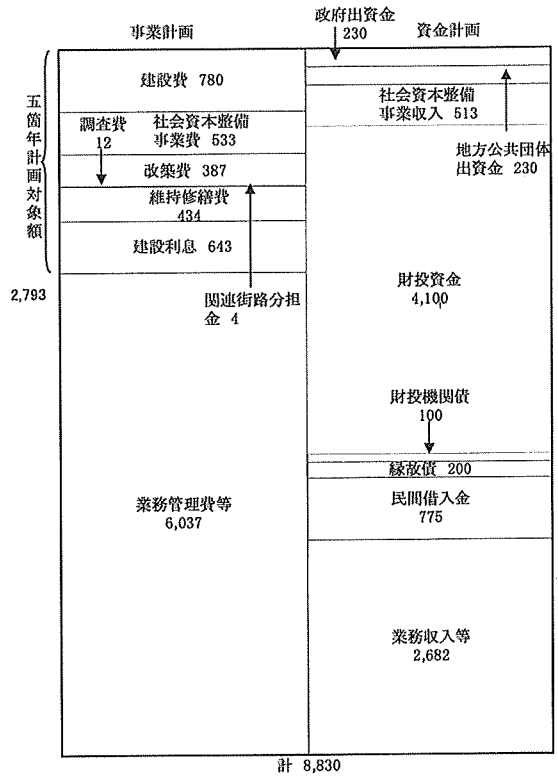 事業計画
資金計画
政府出資金
230
建設費 780
調査費
12
社会資本整備
事業費 533
改築費 387
維持修繕費
434
建設利息 643
五箇年計画対象額
2,793
関連街路分担
金 4
業務管理費等
6,037
社会資本整備
事業収入 513
地方公共団体
出資金 230
財投資金
4,100
財投機関債
100
縁故債 200
民間借入金
775
業務収入等
2,682
計 8,830